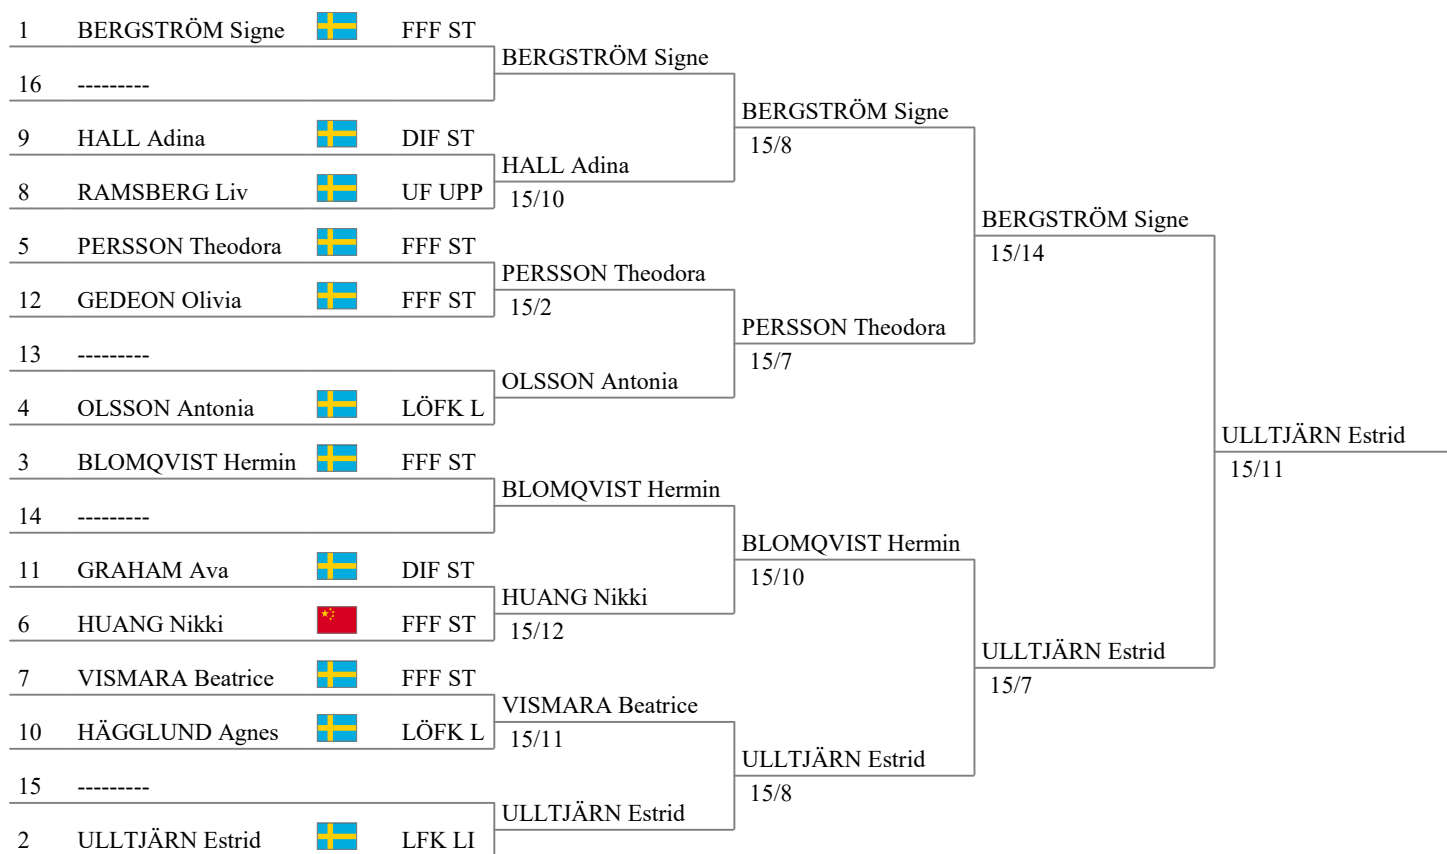 1 BERGSTRÖM Signe FFF ST
16 ---------
9 HALL Adina DIF ST
8 RAMSBERG Liv UF UPP
5 PERSSON Theodora FFF ST
12 GEDEON Olivia FFF ST
13 ---------
4 OLSSON Antonia LÖFK L
3 BLOMQVIST Hermin FFF ST
14 ---------
11 GRAHAM Ava DIF ST
6 HUANG Nikki FFF ST
7 VISMARA Beatrice FFF ST
10 HÄGGLUND Agnes LÖFK L
15 ---------
2 ULLTJÄRN Estrid LFK LI
BERGSTRÖM Signe
HALL Adina
15/10
PERSSON Theodora
15/2
OLSSON Antonia
BLOMQVIST Hermin
HUANG Nikki
15/12
VISMARA Beatrice
15/11
ULLTJÄRN Estrid
BERGSTRÖM Signe
15/8
PERSSON Theodora
15/7
BLOMQVIST Hermin
15/10
ULLTJÄRN Estrid
15/8
BERGSTRÖM Signe
15/14
ULLTJÄRN Estrid
15/7
ULLTJÄRN Estrid
15/11